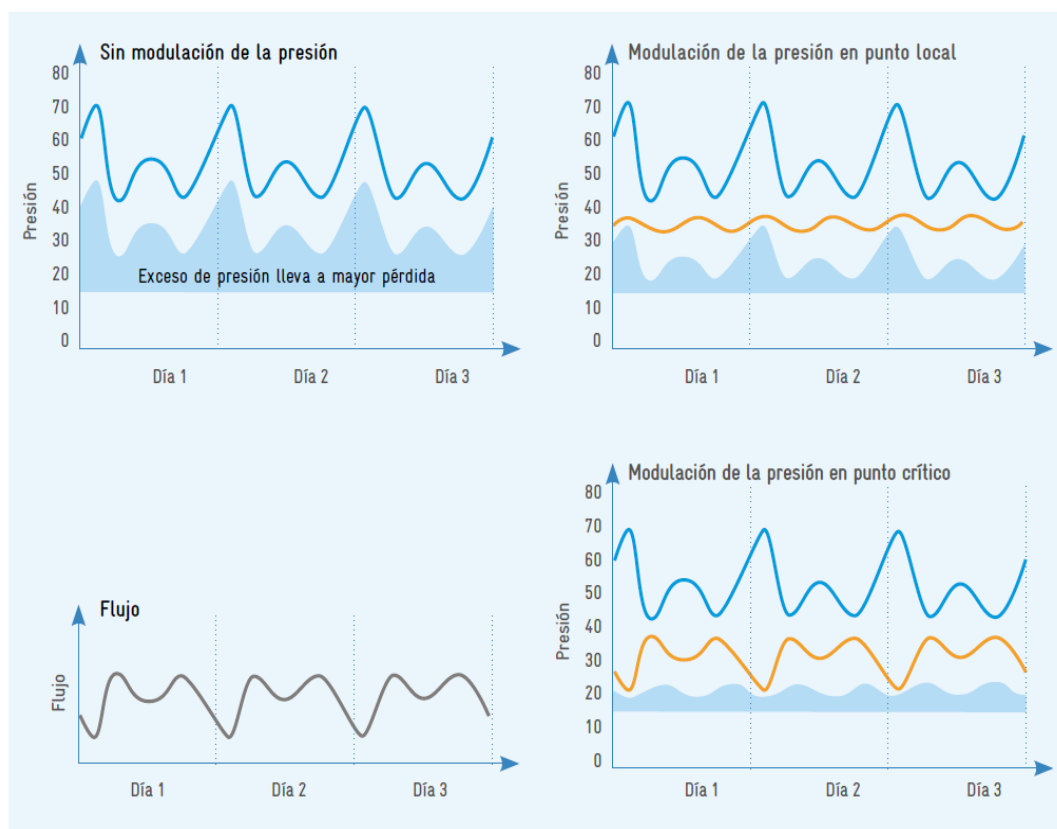 Sin modulación de la presión
80
70
60
50
40
30
20
10
0
Presión
Exceso de presión lleva a mayor pérdida
Día 1
Día 2
Día 3
Modulación de la presión en punto local
80
70
60
50
40
30
20
10
0
Presión
Día 1
Día 2
Día 3
Flujo
Flujo
Día 1
Día 2
Día 3
Modulación de la presión en punto crítico
80
70
60
50
40
30
20
10
0
Presión
Día 1
Día 2
Día 3